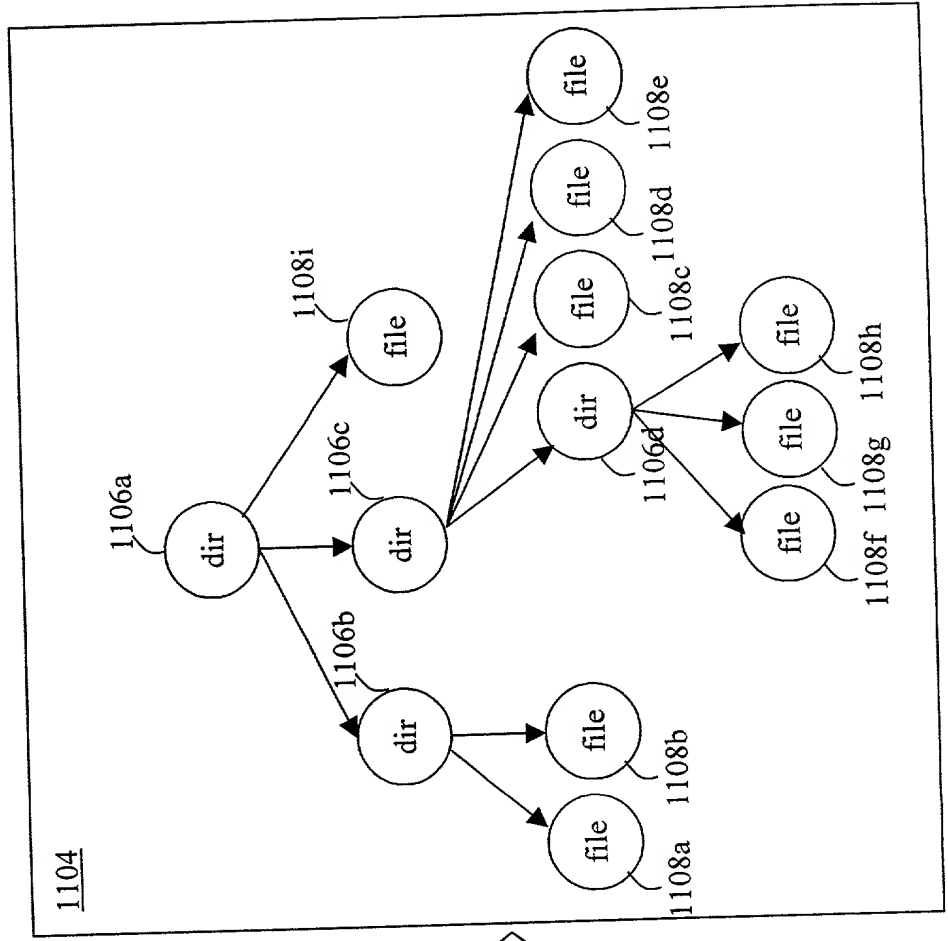 1104
1106a
dir
1108i
file
1106b
dir
1106c
dir
file
1108a
file
1108b
dir
1106d
file
1108c
file
1108d
file
1108e
file
1108f
file
1108g
file
1108h